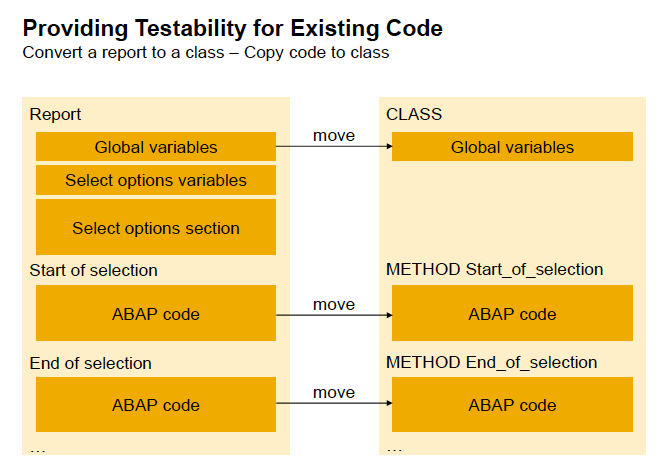 Providing Testability for Existing Code
Convert a report to a class – Copy code to class
Report
CLASS
Global variables
move
Global variables
Select options variables
Select options section
Start of selection
METHOD Start_of_selection
ABAP code
move
ABAP code
End of selection
METHOD End_of_selection
ABAP code
move
ABAP code
…
…